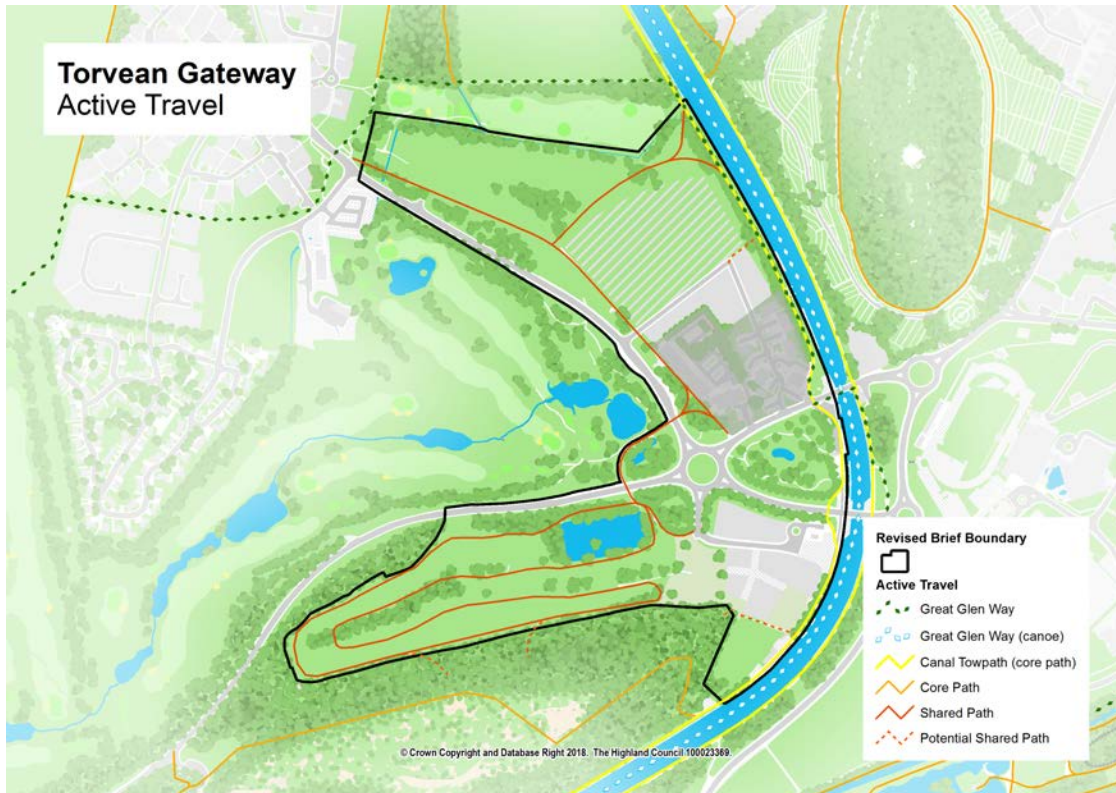 Torvean Gateway
Active Travel
Revised Brief Boundary
Active Travel
Great Glen Way
Great Glen Way (canoe)
Canal Towpath (core path)
Core Path
Shared Path
Potential Shared Path
© Crown Copyright and Database Right 2018. The Highland Council 100023369.